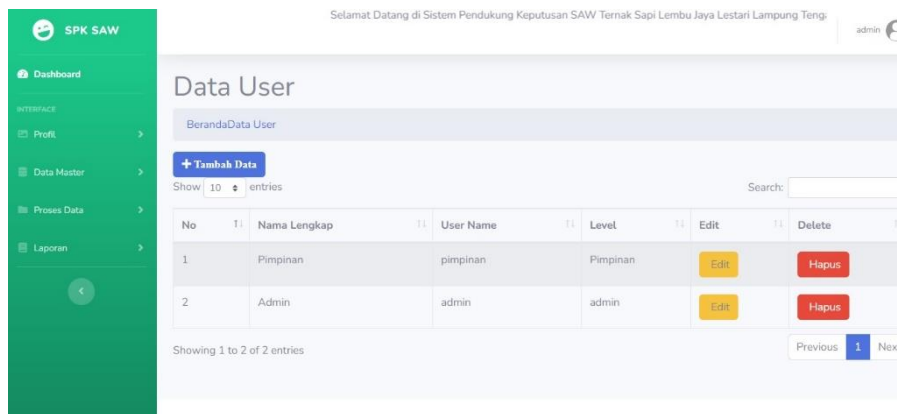 SPK SAW
Selamat Datang di Sistem Pendukung Keputusan SAW Ternak Sapi Lembu Jaya Lestari Lampung Teng
admin
Dashboard
INTERFACE
Profil
Data Master
Proses Data
Laporan
Data User
BerandaData User
+ Tambah Data
Show 10 entries
Search:
No Nama Lengkap User Name Level Edit Delete
1 Pimpinan pimpinan Pimpinan Edit Hapus
2 Admin admin admin Edit Hapus
Showing 1 to 2 of 2 entries
Previous 1 Nex